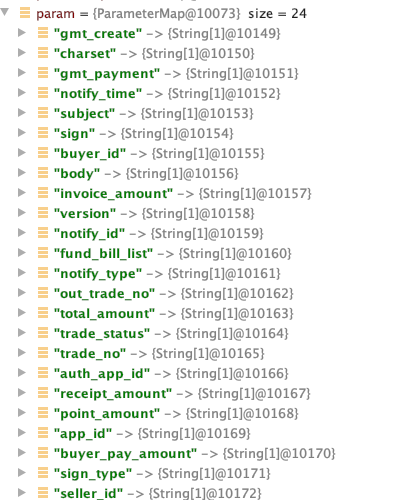 param = {ParameterMap@10073} size = 24
"gmt_create" -> {String[1]@10149}
"charset" -> {String[1]@10150}
"gmt_payment" -> {String[1]@10151}
"notify_time" -> {String[1]@10152}
"subject" -> {String[1]@10153}
"sign" -> {String[1]@10154}
"buyer_id" -> {String[1]@10155}
"body" -> {String[1]@10156}
"invoice_amount" -> {String[1]@10157}
"version" -> {String[1]@10158}
"notify_id" -> {String[1]@10159}
"fund_bill_list" -> {String[1]@10160}
"notify_type" -> {String[1]@10161}
"out_trade_no" -> {String[1]@10162}
"total_amount" -> {String[1]@10163}
"trade_status" -> {String[1]@10164}
"trade_no" -> {String[1]@10165}
"auth_app_id" -> {String[1]@10166}
"receipt_amount" -> {String[1]@10167}
"point_amount" -> {String[1]@10168}
"app_id" -> {String[1]@10169}
"buyer_pay_amount" -> {String[1]@10170}
"sign_type" -> {String[1]@10171}
"seller_id" -> {String[1]@10172}